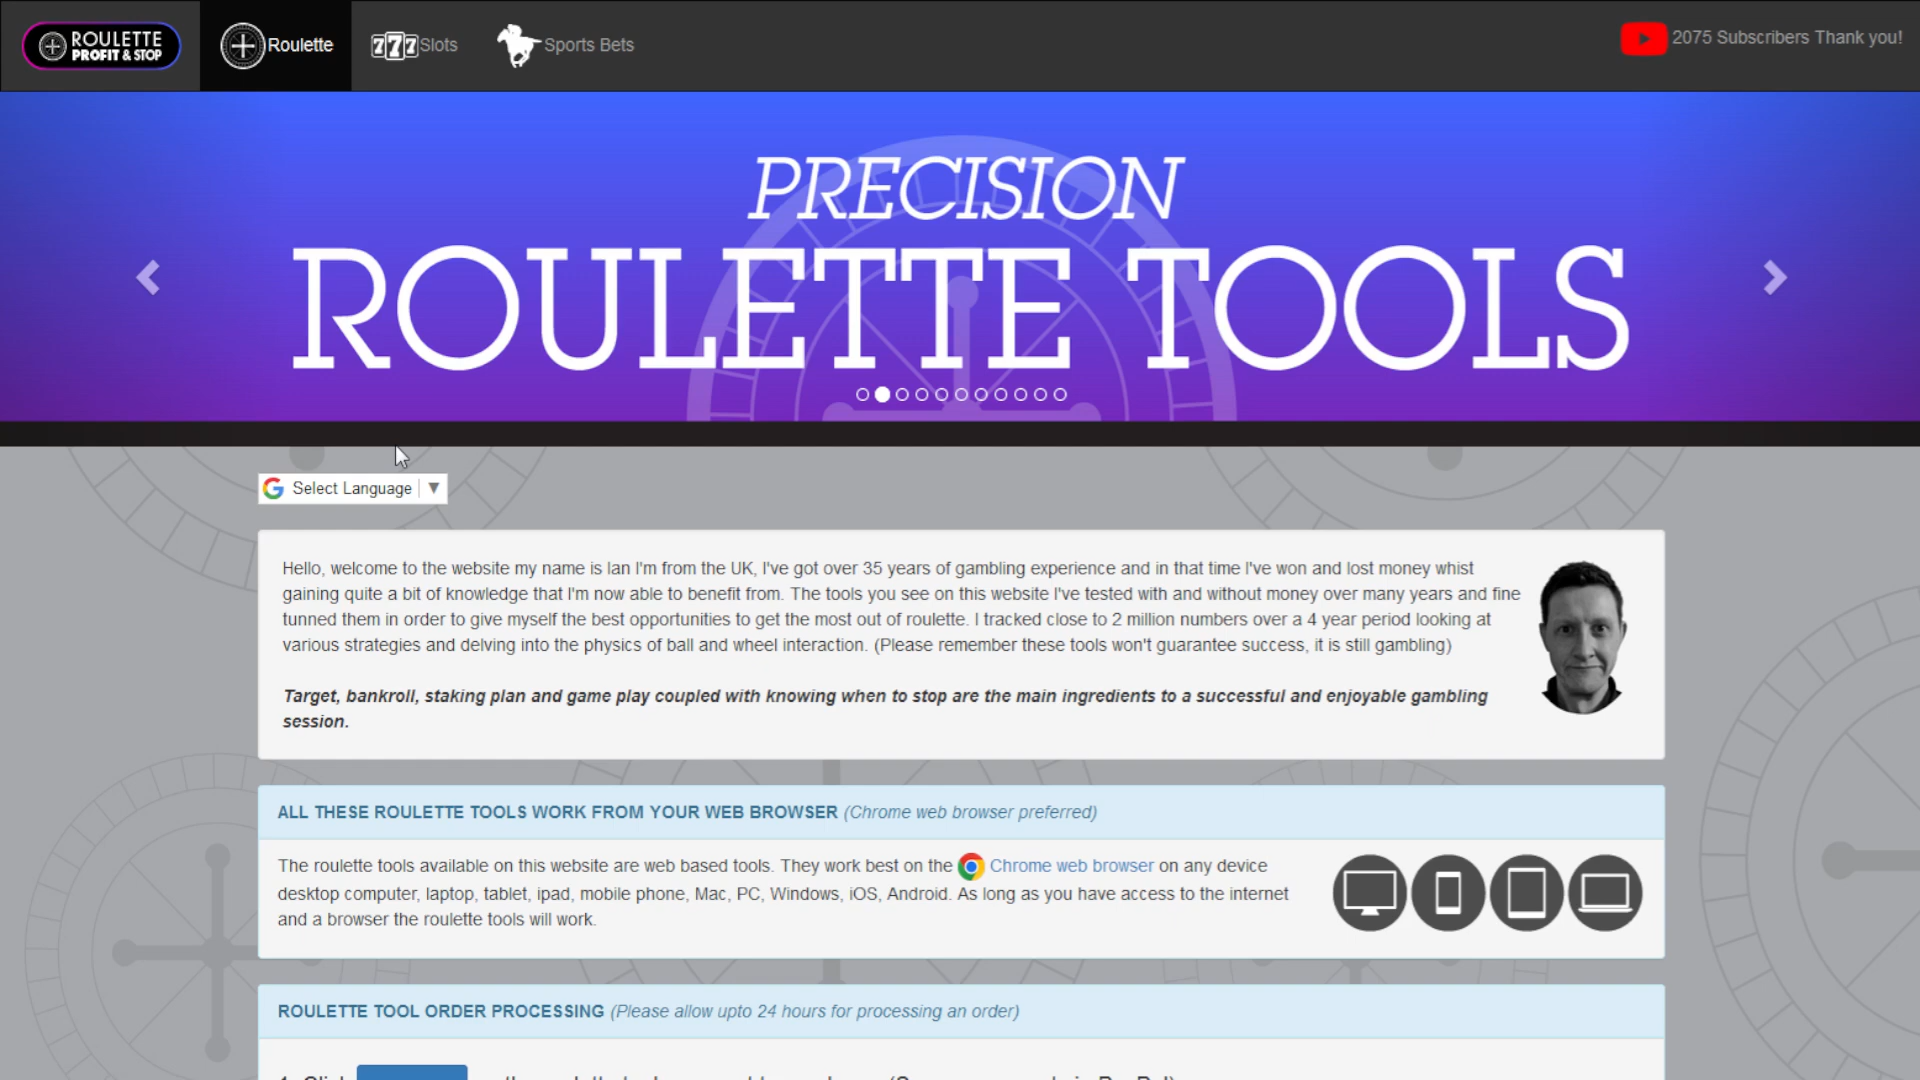 ROULETTE
PROFIT & STOP
Roulette
777 Slots
Sports Bets
2075 Subscribers Thank you!
PRECISION
ROULETTE TOOLS
Select Language
Hello, welcome to the website my name is Ian I'm from the UK, I've got over 35 years of gambling experience and in that time I've won and lost money whist
gaining quite a bit of knowledge that I'm now able to benefit from. The tools you see on this website I've tested with and without money over many years and fine
tunned them in order to give myself the best opportunities to get the most out of roulette. I tracked close to 2 million numbers over a 4 year period looking at
various strategies and delving into the physics of ball and wheel interaction. (Please remember these tools won't guarantee success, it is still gambling)
Target, bankroll, staking plan and game play coupled with knowing when to stop are the main ingredients to a successful and enjoyable gambling
session.
ALL THESE ROULETTE TOOLS WORK FROM YOUR WEB BROWSER (Chrome web browser preferred)
The roulette tools available on this website are web based tools. They work best on the Chrome web browser on any device
desktop computer, laptop, tablet, ipad, mobile phone, Mac, PC, Windows, iOS, Android. As long as you have access to the internet
and a browser the roulette tools will work.
ROULETTE TOOL ORDER PROCESSING (Please allow upto 24 hours for processing an order)